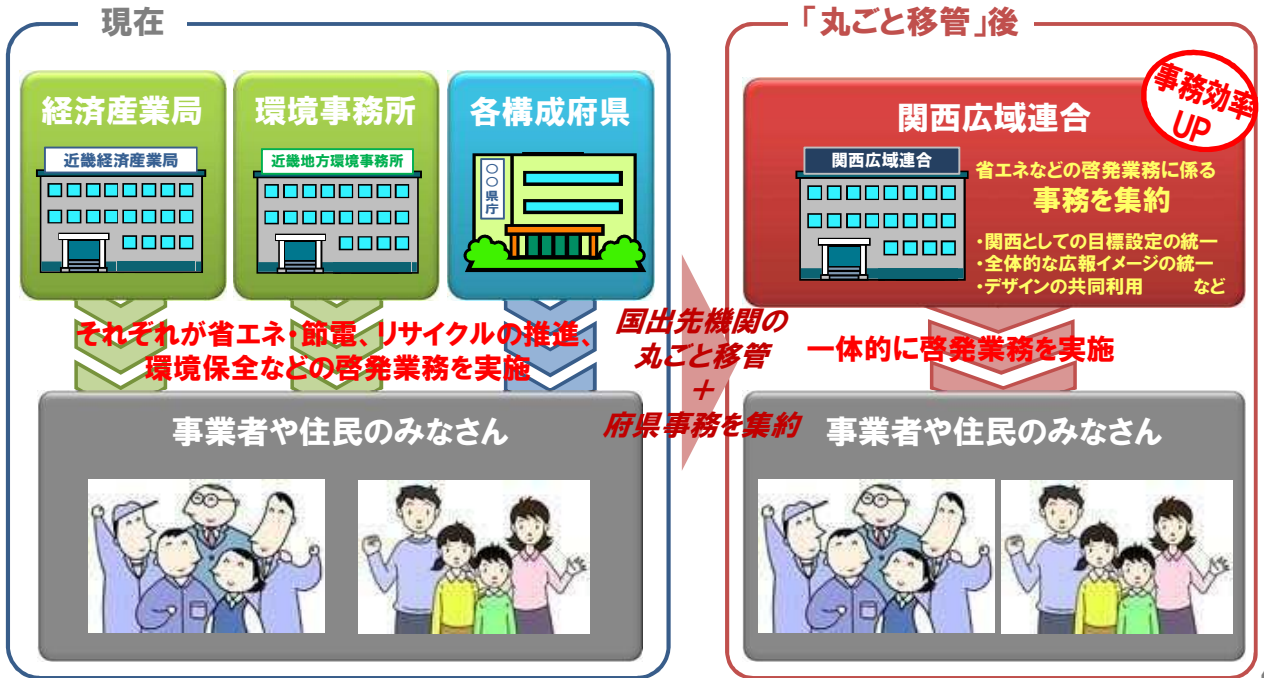 現在
経済産業局
近畿経済産業局
環境事務所
近畿地方環境事務所
各構成府県
〇〇県庁
それぞれが省エネ・節電、リサイクルの推進、
環境保全などの啓発業務を実施
事業者や住民のみなさん
国出先機関の
丸ごと移管
+
府県事務を集約
「丸ごと移管」後
事務効率
UP
関西広域連合
関西広域連合
省エネなどの啓発業務に係る
事務を集約
・関西としての目標設定の統一
・全体的な広報イメージの統一
・デザインの共同利用 など
一体的に啓発業務を実施
事業者や住民のみなさん